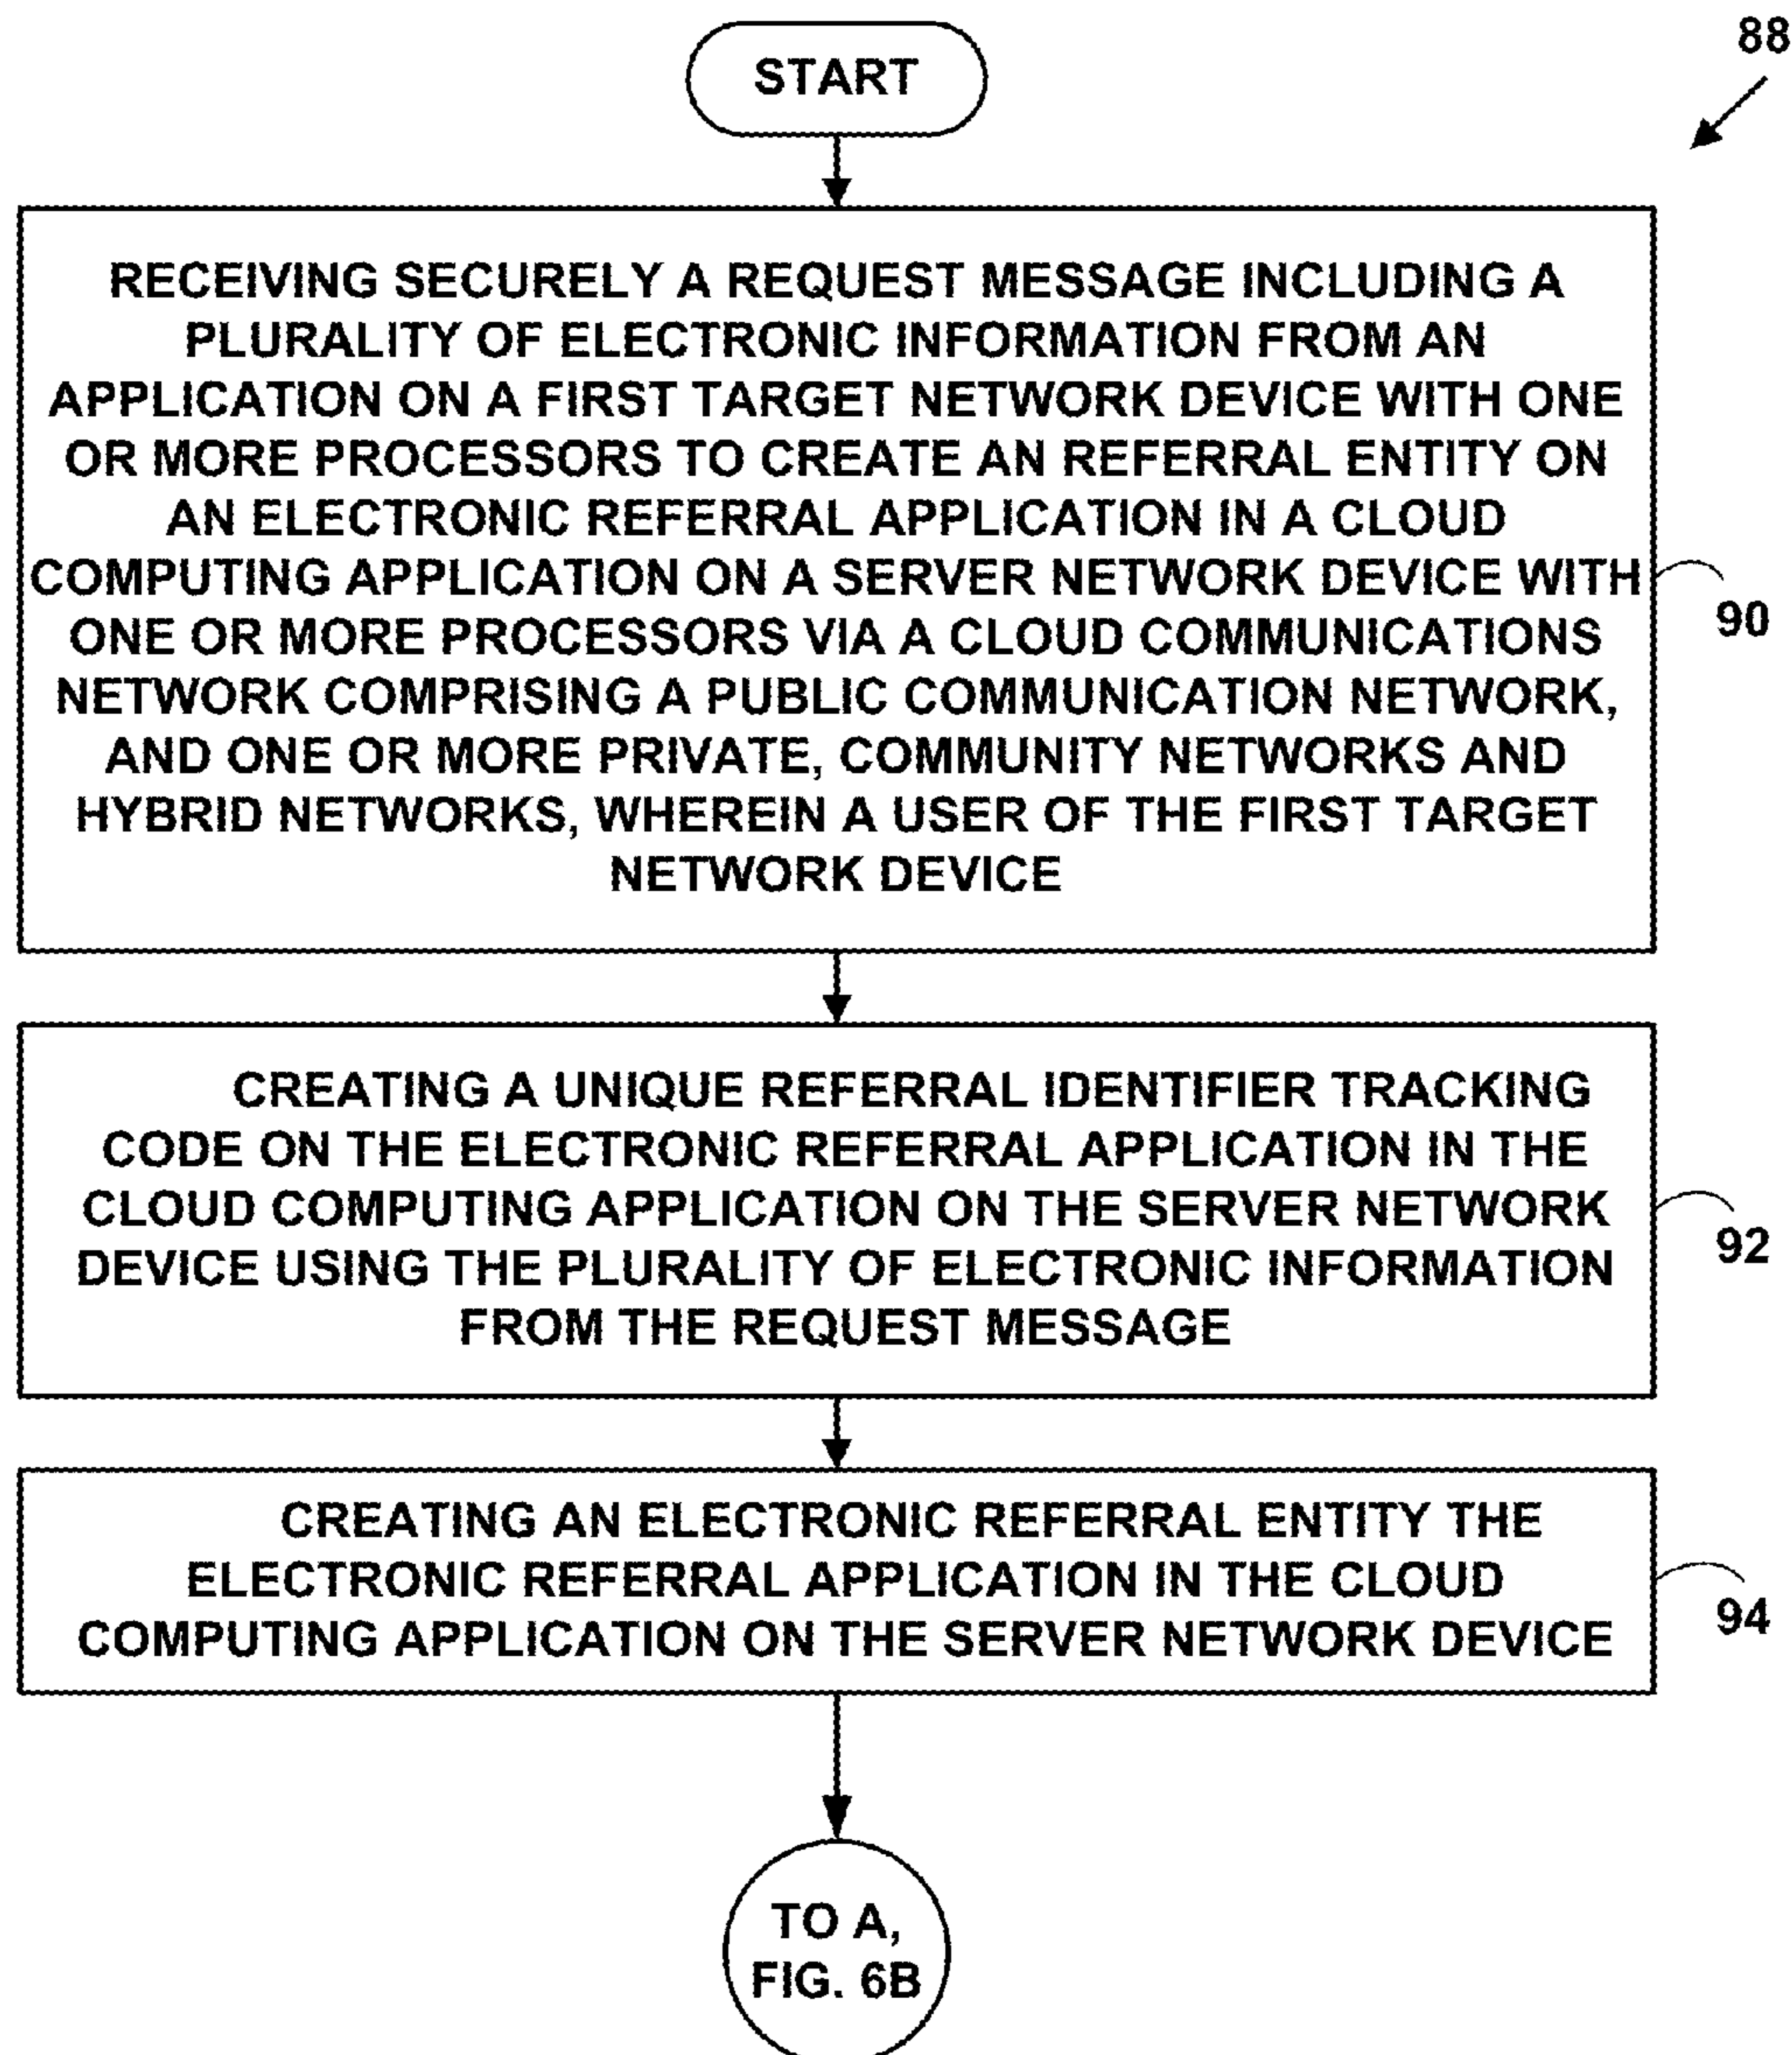 88
START
RECEIVING SECURELY A REQUEST MESSAGE INCLUDING A
PLURALITY OF ELECTRONIC INFORMATION FROM AN
APPLICATION ON A FIRST TARGET NETWORK DEVICE WITH ONE
OR MORE PROCESSORS TO CREATE AN REFERRAL ENTITY ON
AN ELECTRONIC REFERRAL APPLICATION IN A CLOUD
COMPUTING APPLICATION ON A SERVER NETWORK DEVICE WITH
ONE OR MORE PROCESSORS VIA A CLOUD COMMUNICATIONS
NETWORK COMPRISING A PUBLIC COMMUNICATION NETWORK,
AND ONE OR MORE PRIVATE, COMMUNITY NETWORKS AND
HYBRID NETWORKS, WHEREIN A USER OF THE FIRST TARGET
NETWORK DEVICE
90
CREATING A UNIQUE REFERRAL IDENTIFIER TRACKING
CODE ON THE ELECTRONIC REFERRAL APPLICATION IN THE
CLOUD COMPUTING APPLICATION ON THE SERVER NETWORK
DEVICE USING THE PLURALITY OF ELECTRONIC INFORMATION
FROM THE REQUEST MESSAGE
92
CREATING AN ELECTRONIC REFERRAL ENTITY THE
ELECTRONIC REFERRAL APPLICATION IN THE CLOUD
COMPUTING APPLICATION ON THE SERVER NETWORK DEVICE
94
TO A,
FIG. 6B